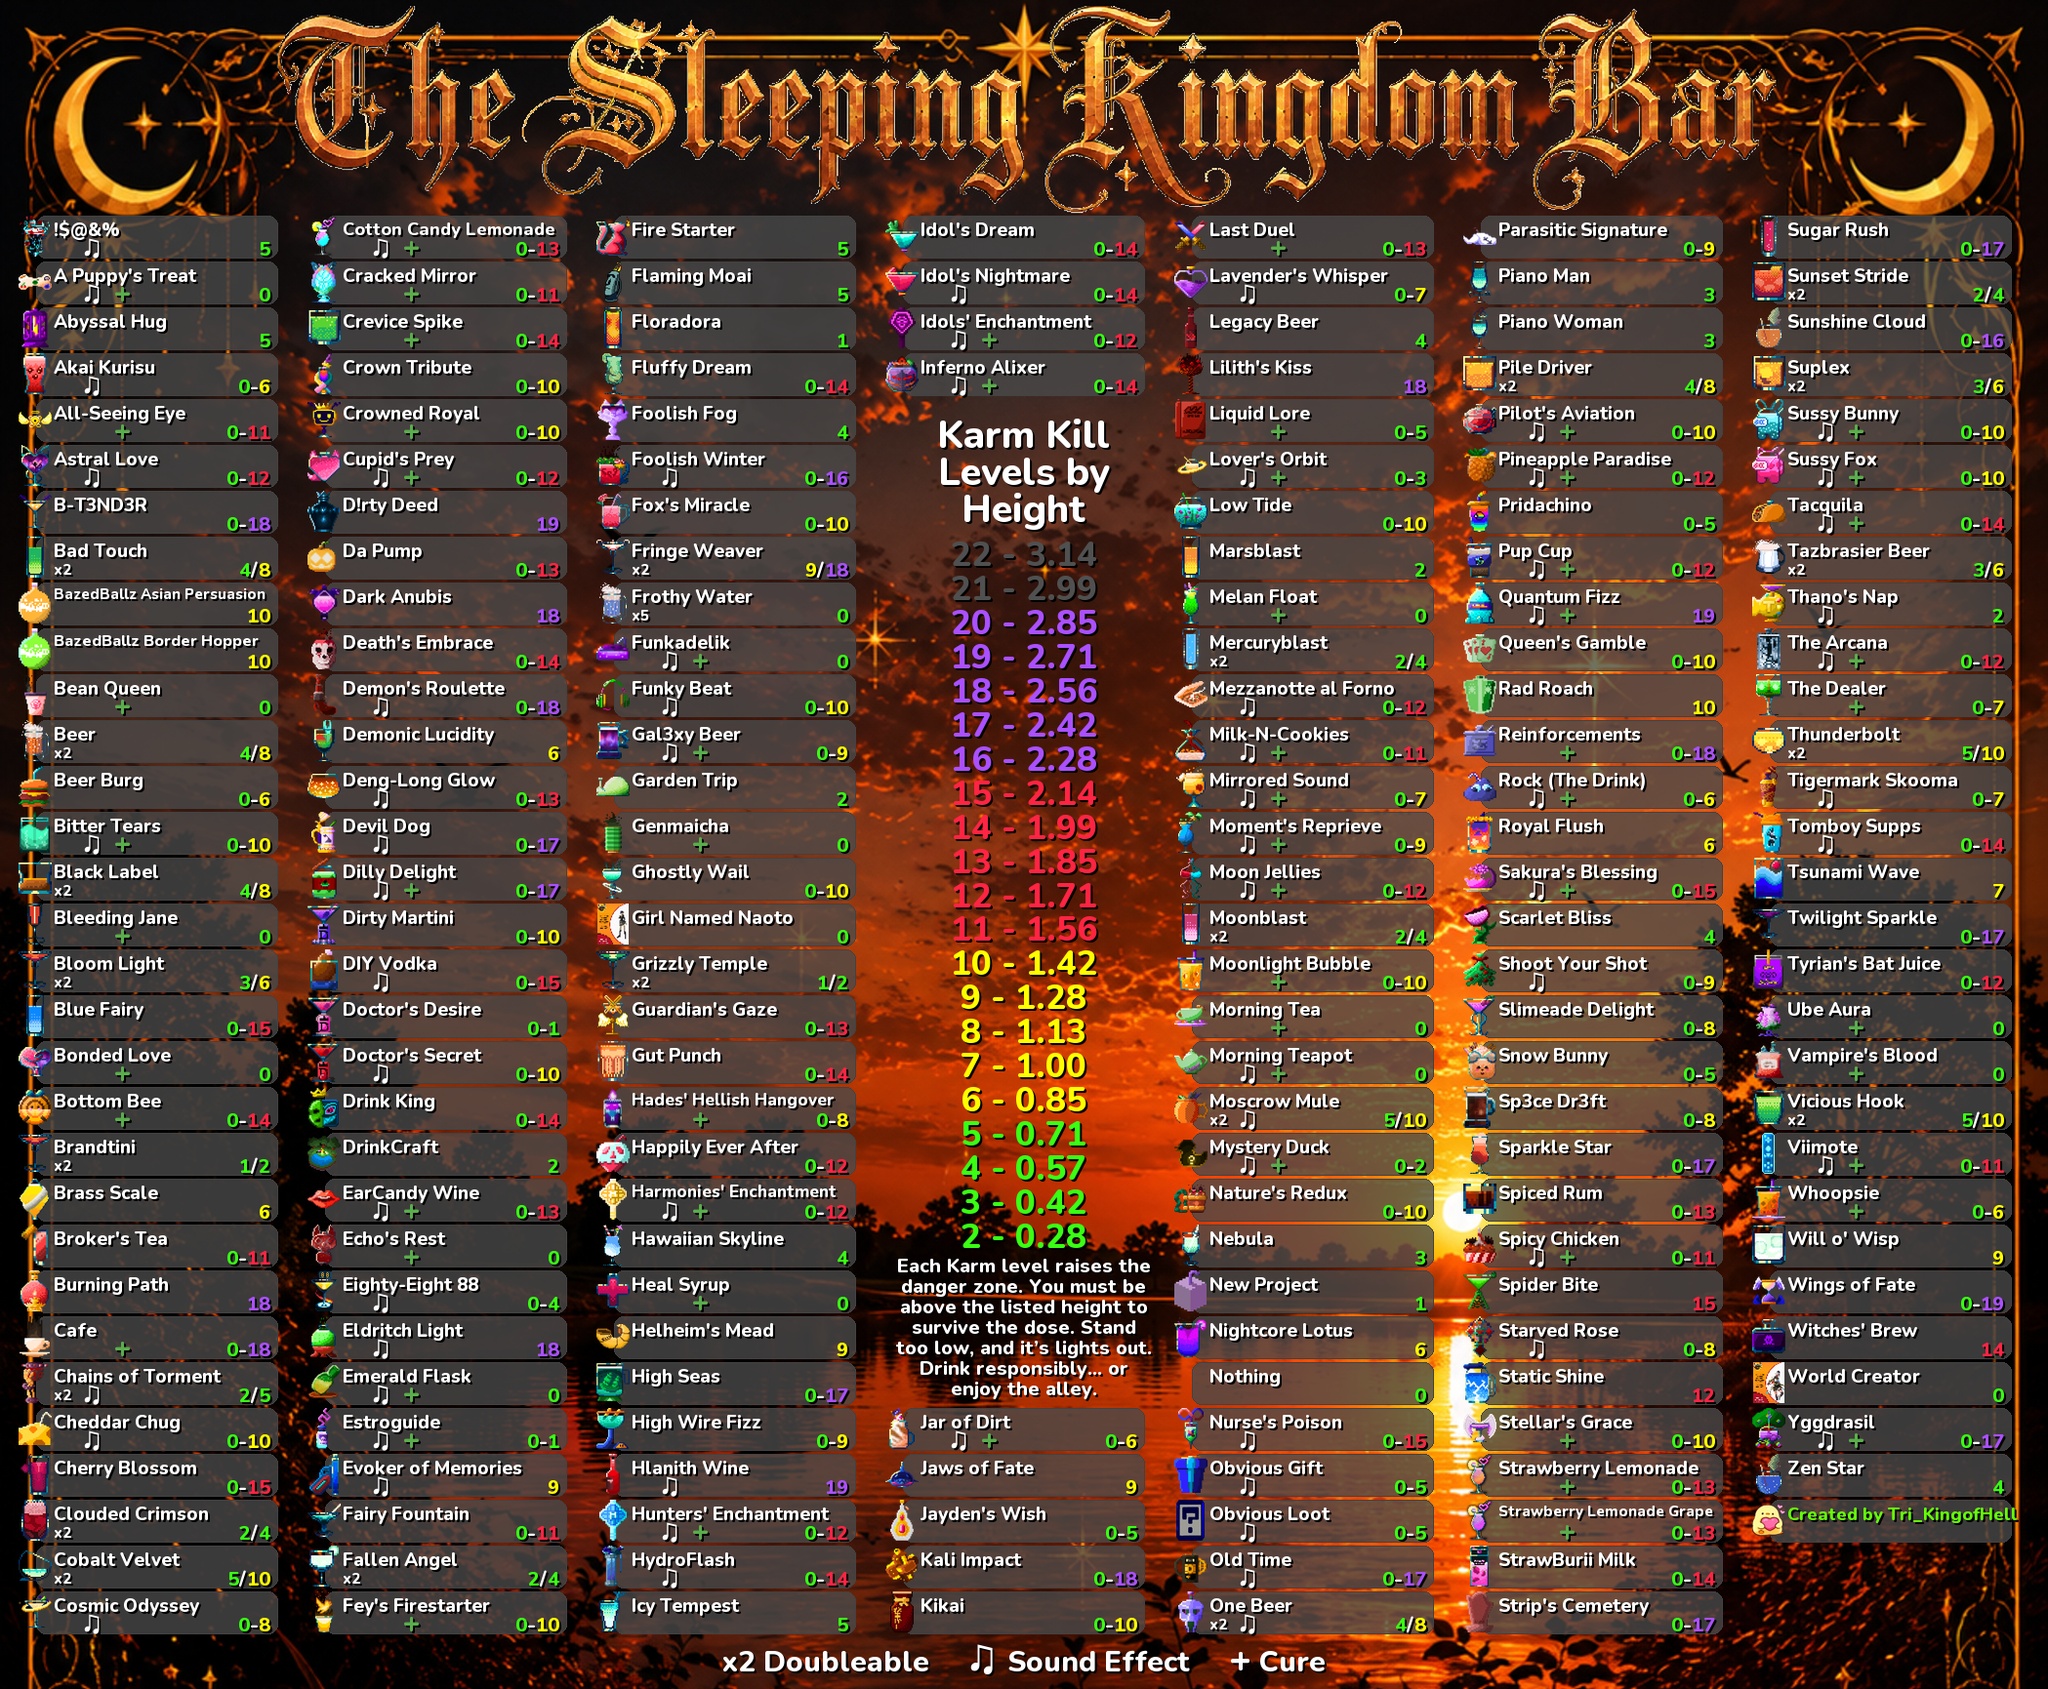 The Sleeping Kingdom Bar
!$@&%
♫ 5
A Puppy's Treat
♫ + 0
Abyssal Hug
5
Akai Kurisu
♫ 0-6
All-Seeing Eye
+ 0-11
Astral Love
♫ 0-12
B-T3ND3R
0-18
Bad Touch
x2 4/8
BazedBallz Asian Persuasion
10
BazedBallz Border Hopper
10
Bean Queen
+ 0
Beer
x2 4/8
Beer Burg
0-6
Bitter Tears
♫ + 0-10
Black Label
x2 4/8
Bleeding Jane
+ 0
Bloom Light
x2 3/6
Blue Fairy
0-15
Bonded Love
+ 0
Bottom Bee
+ 0-14
Brandtini
x2 1/2
Brass Scale
6
Broker's Tea
0-11
Burning Path
18
Cafe
+ 0-18
Chains of Torment
x2 ♫ 2/5
Cheddar Chug
♫ 0-10
Cherry Blossom
0-15
Clouded Crimson
x2 2/4
Cobalt Velvet
x2 5/10
Cosmic Odyssey
♫ 0-8
Cotton Candy Lemonade
♫ + 0-13
Cracked Mirror
+ 0-11
Crevice Spike
+ 0-14
Crown Tribute
+ 0-10
Crowned Royal
+ 0-10
Cupid's Prey
♫ + 0-12
D!rty Deed
19
Da Pump
0-13
Dark Anubis
18
Death's Embrace
0-14
Demon's Roulette
♫ 0-18
Demonic Lucidity
6
Deng-Long Glow
♫ 0-13
Devil Dog
♫ 0-17
Dilly Delight
♫ + 0-17
Dirty Martini
0-10
DIY Vodka
♫ 0-15
Doctor's Desire
0-1
Doctor's Secret
♫ 0-10
Drink King
0-14
DrinkCraft
2
EarCandy Wine
♫ + 0-13
Echo's Rest
+ 0
Eighty-Eight 88
♫ 0-4
Eldritch Light
♫ 18
Emerald Flask
♫ + 0
Estroguide
♫ + 0-1
Evoker of Memories
♫ 9
Fairy Fountain
0-11
Fallen Angel
x2 2/4
Fey's Firestarter
+ 0-10
Fire Starter
5
Flaming Moai
5
Floradora
1
Fluffy Dream
0-14
Foolish Fog
4
Foolish Winter
♫ 0-16
Fox's Miracle
0-10
Fringe Weaver
x2 9/18
Frothy Water
x5 0
Funkadelik
♫ + 0
Funky Beat
♫ 0-10
Gal3xy Beer
♫ + 0-9
Garden Trip
2
Genmaicha
+ 0
Ghostly Wail
0-10
Girl Named Naoto
0
Grizzly Temple
x2 1/2
Guardian's Gaze
0-13
Gut Punch
0-14
Hades' Hellish Hangover
+ 0-8
Happily Ever After
0-12
Harmonies' Enchantment
♫ + 0-12
Hawaiian Skyline
4
Heal Syrup
+ 0
Helheim's Mead
9
High Seas
0-17
High Wire Fizz
0-9
Hlanith Wine
♫ 19
Hunters' Enchantment
♫ + 0-12
HydroFlash
♫ 0-14
Icy Tempest
5
Idol's Dream
0-14
Idol's Nightmare
♫ 0-14
Idols' Enchantment
♫ + 0-12
Inferno Alixer
♫ + 0-14
Karm Kill
Levels by
Height
22 - 3.14
21 - 2.99
20 - 2.85
19 - 2.71
18 - 2.56
17 - 2.42
16 - 2.28
15 - 2.14
14 - 1.99
13 - 1.85
12 - 1.71
11 - 1.56
10 - 1.42
9 - 1.28
8 - 1.13
7 - 1.00
6 - 0.85
5 - 0.71
4 - 0.57
3 - 0.42
2 - 0.28
Each Karm level raises the
danger zone. You must be
above the listed height to
survive the dose. Stand
too low, and it's lights out.
Drink responsibly... or
enjoy the alley.
Jar of Dirt
♫ + 0-6
Jaws of Fate
9
Jayden's Wish
0-5
Kali Impact
0-18
Kikai
0-10
Last Duel
+ 0-13
Lavender's Whisper
♫ 0-7
Legacy Beer
4
Lilith's Kiss
18
Liquid Lore
+ 0-5
Lover's Orbit
♫ + 0-3
Low Tide
0-10
Marsblast
2
Melan Float
+ 0
Mercuryblast
x2 2/4
Mezzanotte al Forno
♫ 0-12
Milk-N-Cookies
♫ + 0-11
Mirrored Sound
♫ + 0-7
Moment's Reprieve
♫ + 0-9
Moon Jellies
♫ + 0-12
Moonblast
x2 2/4
Moonlight Bubble
+ 0-10
Morning Tea
+ 0
Morning Teapot
♫ + 0
Moscrow Mule
x2 ♫ 5/10
Mystery Duck
♫ + 0-2
Nature's Redux
0-10
Nebula
3
New Project
1
Nightcore Lotus
6
Nothing
0
Nurse's Poison
♫ 0-15
Obvious Gift
♫ 0-5
Obvious Loot
♫ 0-5
Old Time
♫ 0-17
One Beer
x2 ♫ 4/8
Parasitic Signature
0-9
Piano Man
3
Piano Woman
3
Pile Driver
x2 4/8
Pilot's Aviation
♫ + 0-10
Pineapple Paradise
♫ + 0-12
Pridachino
0-5
Pup Cup
♫ + 0-12
Quantum Fizz
♫ + 19
Queen's Gamble
0-10
Rad Roach
10
Reinforcements
+ 0-18
Rock (The Drink)
♫ + 0-6
Royal Flush
6
Sakura's Blessing
♫ + 0-15
Scarlet Bliss
4
Shoot Your Shot
♫ 0-9
Slimeade Delight
0-8
Snow Bunny
0-5
Sp3ce Dr3ft
0-8
Sparkle Star
0-17
Spiced Rum
0-13
Spicy Chicken
♫ + 0-11
Spider Bite
15
Starved Rose
♫ 0-8
Static Shine
12
Stellar's Grace
+ 0-10
Strawberry Lemonade
+ 0-13
Strawberry Lemonade Grape
+ 0-13
StrawBurii Milk
0-14
Strip's Cemetery
0-17
Sugar Rush
0-17
Sunset Stride
x2 2/4
Sunshine Cloud
0-16
Suplex
x2 3/6
Sussy Bunny
♫ + 0-10
Sussy Fox
♫ + 0-10
Tacquila
♫ + 0-14
Tazbrasier Beer
x2 3/6
Thano's Nap
♫ 2
The Arcana
♫ + 0-12
The Dealer
+ 0-7
Thunderbolt
x2 5/10
Tigermark Skooma
♫ 0-7
Tomboy Supps
♫ 0-14
Tsunami Wave
7
Twilight Sparkle
0-17
Tyrian's Bat Juice
0-12
Ube Aura
+ 0
Vampire's Blood
+ 0
Vicious Hook
x2 5/10
Viimote
♫ + 0-11
Whoopsie
+ 0-6
Will o' Wisp
9
Wings of Fate
0-19
Witches' Brew
14
World Creator
0
Yggdrasil
♫ + 0-17
Zen Star
4
Created by Tri_KingofHell
x2 Doubleable ♫ Sound Effect + Cure